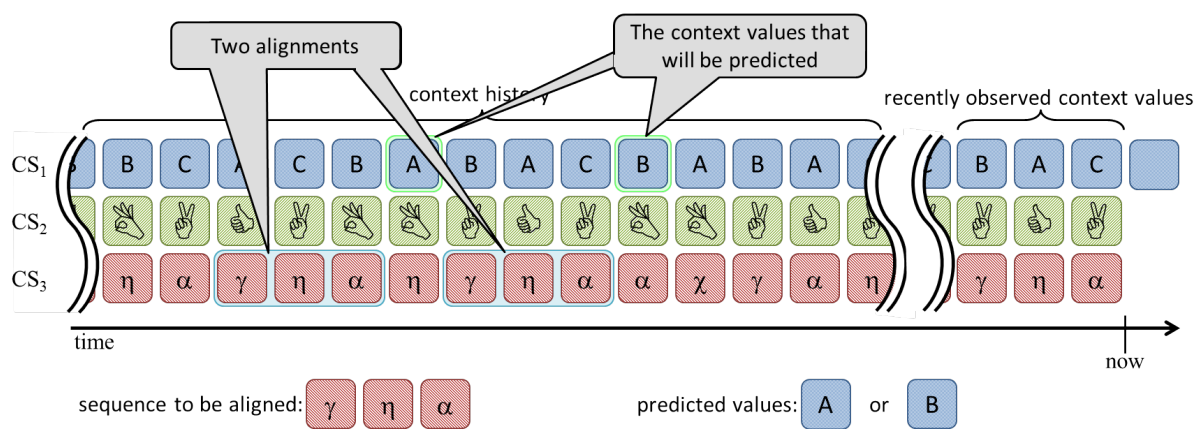 Two alignments
The context values that
will be predicted
context history
recently observed context values
CS1 B C A C B A B A C B A B A C B A C
CS2
CS3 η α γ η α η γ η α α χ γ α η γ η α
time
now
sequence to be aligned: γ η α
predicted values: A or B